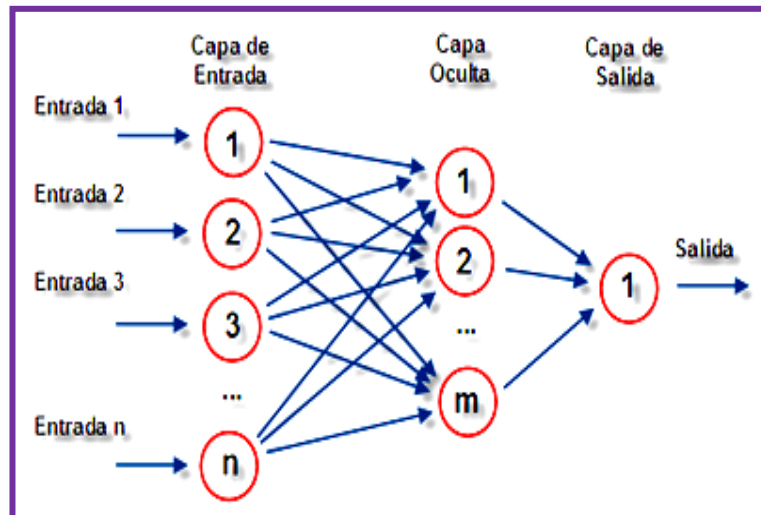 Capa de
Entrada
Capa
Oculta
Capa de
Salida
Entrada 1
1
Entrada 2
2
Entrada 3
3
...
Entrada n
n
1
2
...
m
1
Salida